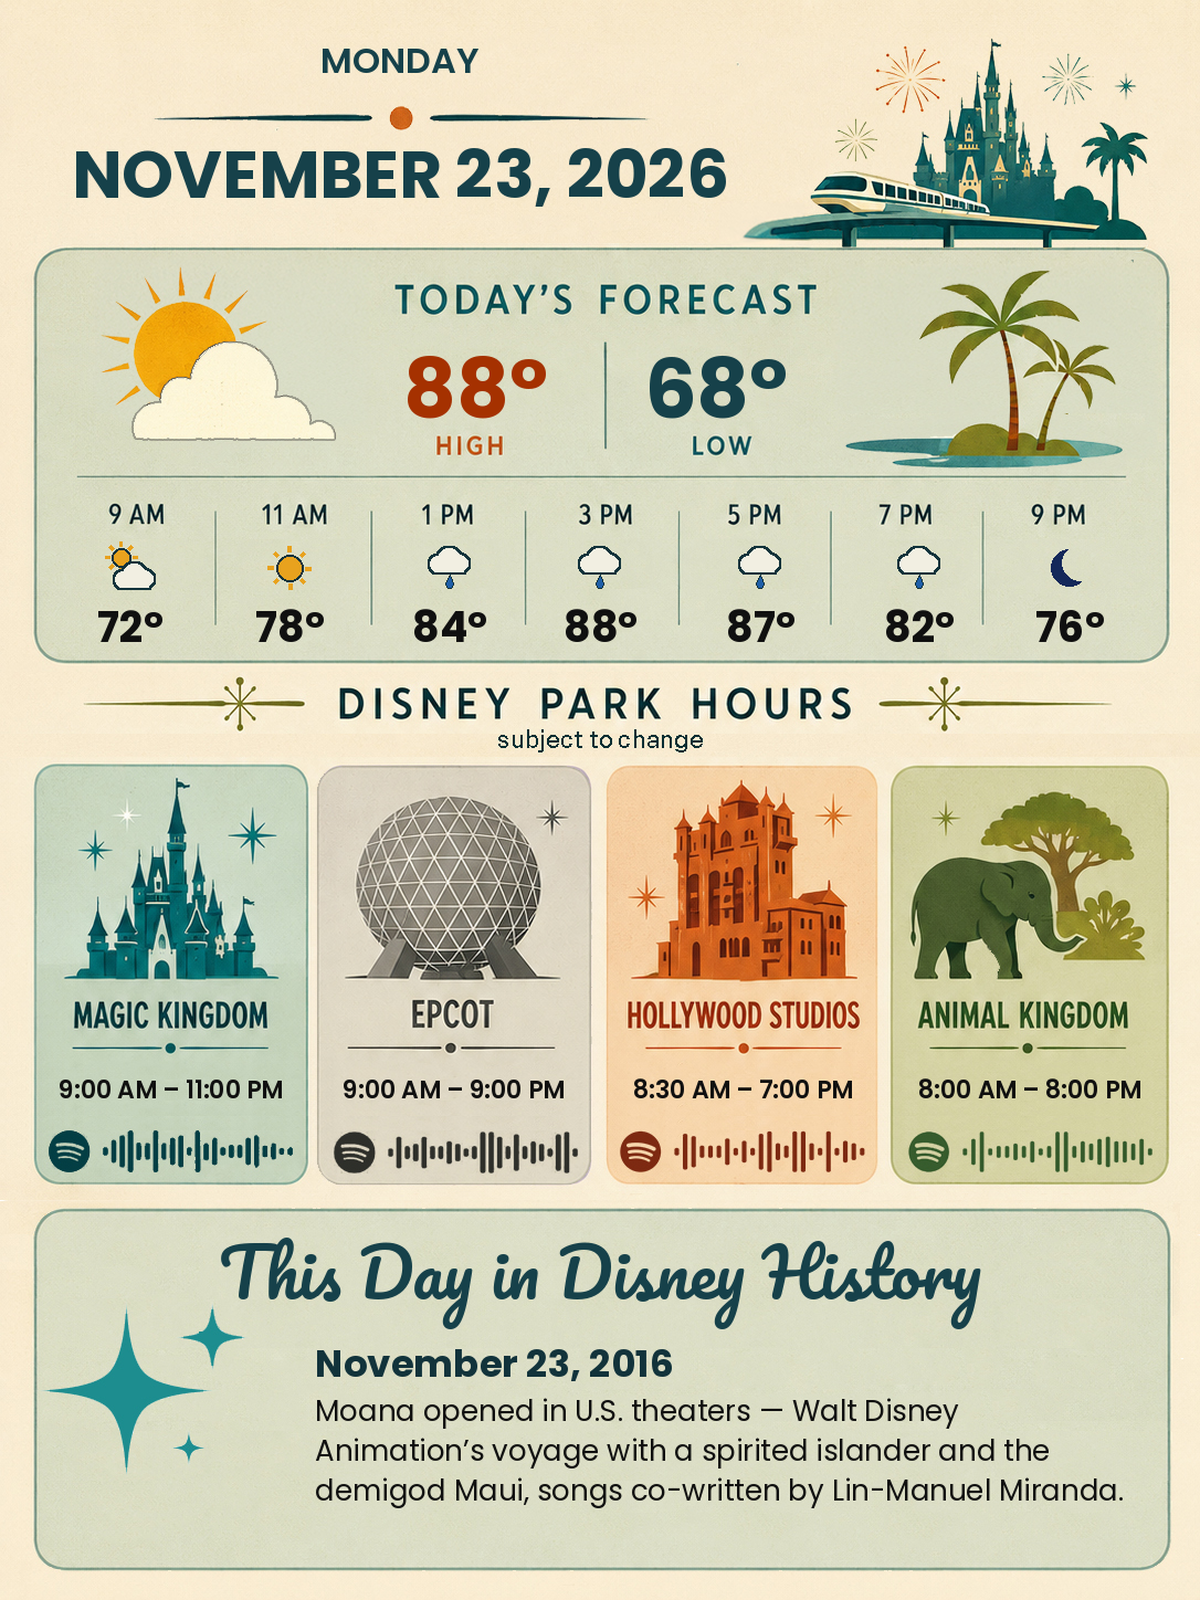 MONDAY
NOVEMBER 23, 2026
TODAY'S FORECAST
88° 68°
HIGH LOW
9 AM 11 AM 1 PM 3 PM 5 PM 7 PM 9 PM
72° 78° 84° 88° 87° 82° 76°
DISNEY PARK HOURS
subject to change
MAGIC KINGDOM
9:00 AM – 11:00 PM
EPCOT
9:00 AM – 9:00 PM
HOLLYWOOD STUDIOS
8:30 AM – 7:00 PM
ANIMAL KINGDOM
8:00 AM – 8:00 PM
This Day in Disney History
November 23, 2016
Moana opened in U.S. theaters — Walt Disney
Animation's voyage with a spirited islander and the
demigod Maui, songs co-written by Lin-Manuel Miranda.